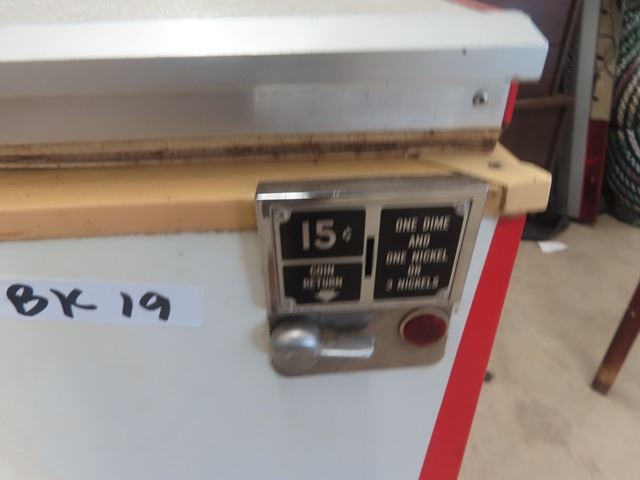 15¢
COIN
RETURN
ONE DIME
AND
ONE NICKEL
OR
3 NICKELS
BK 19